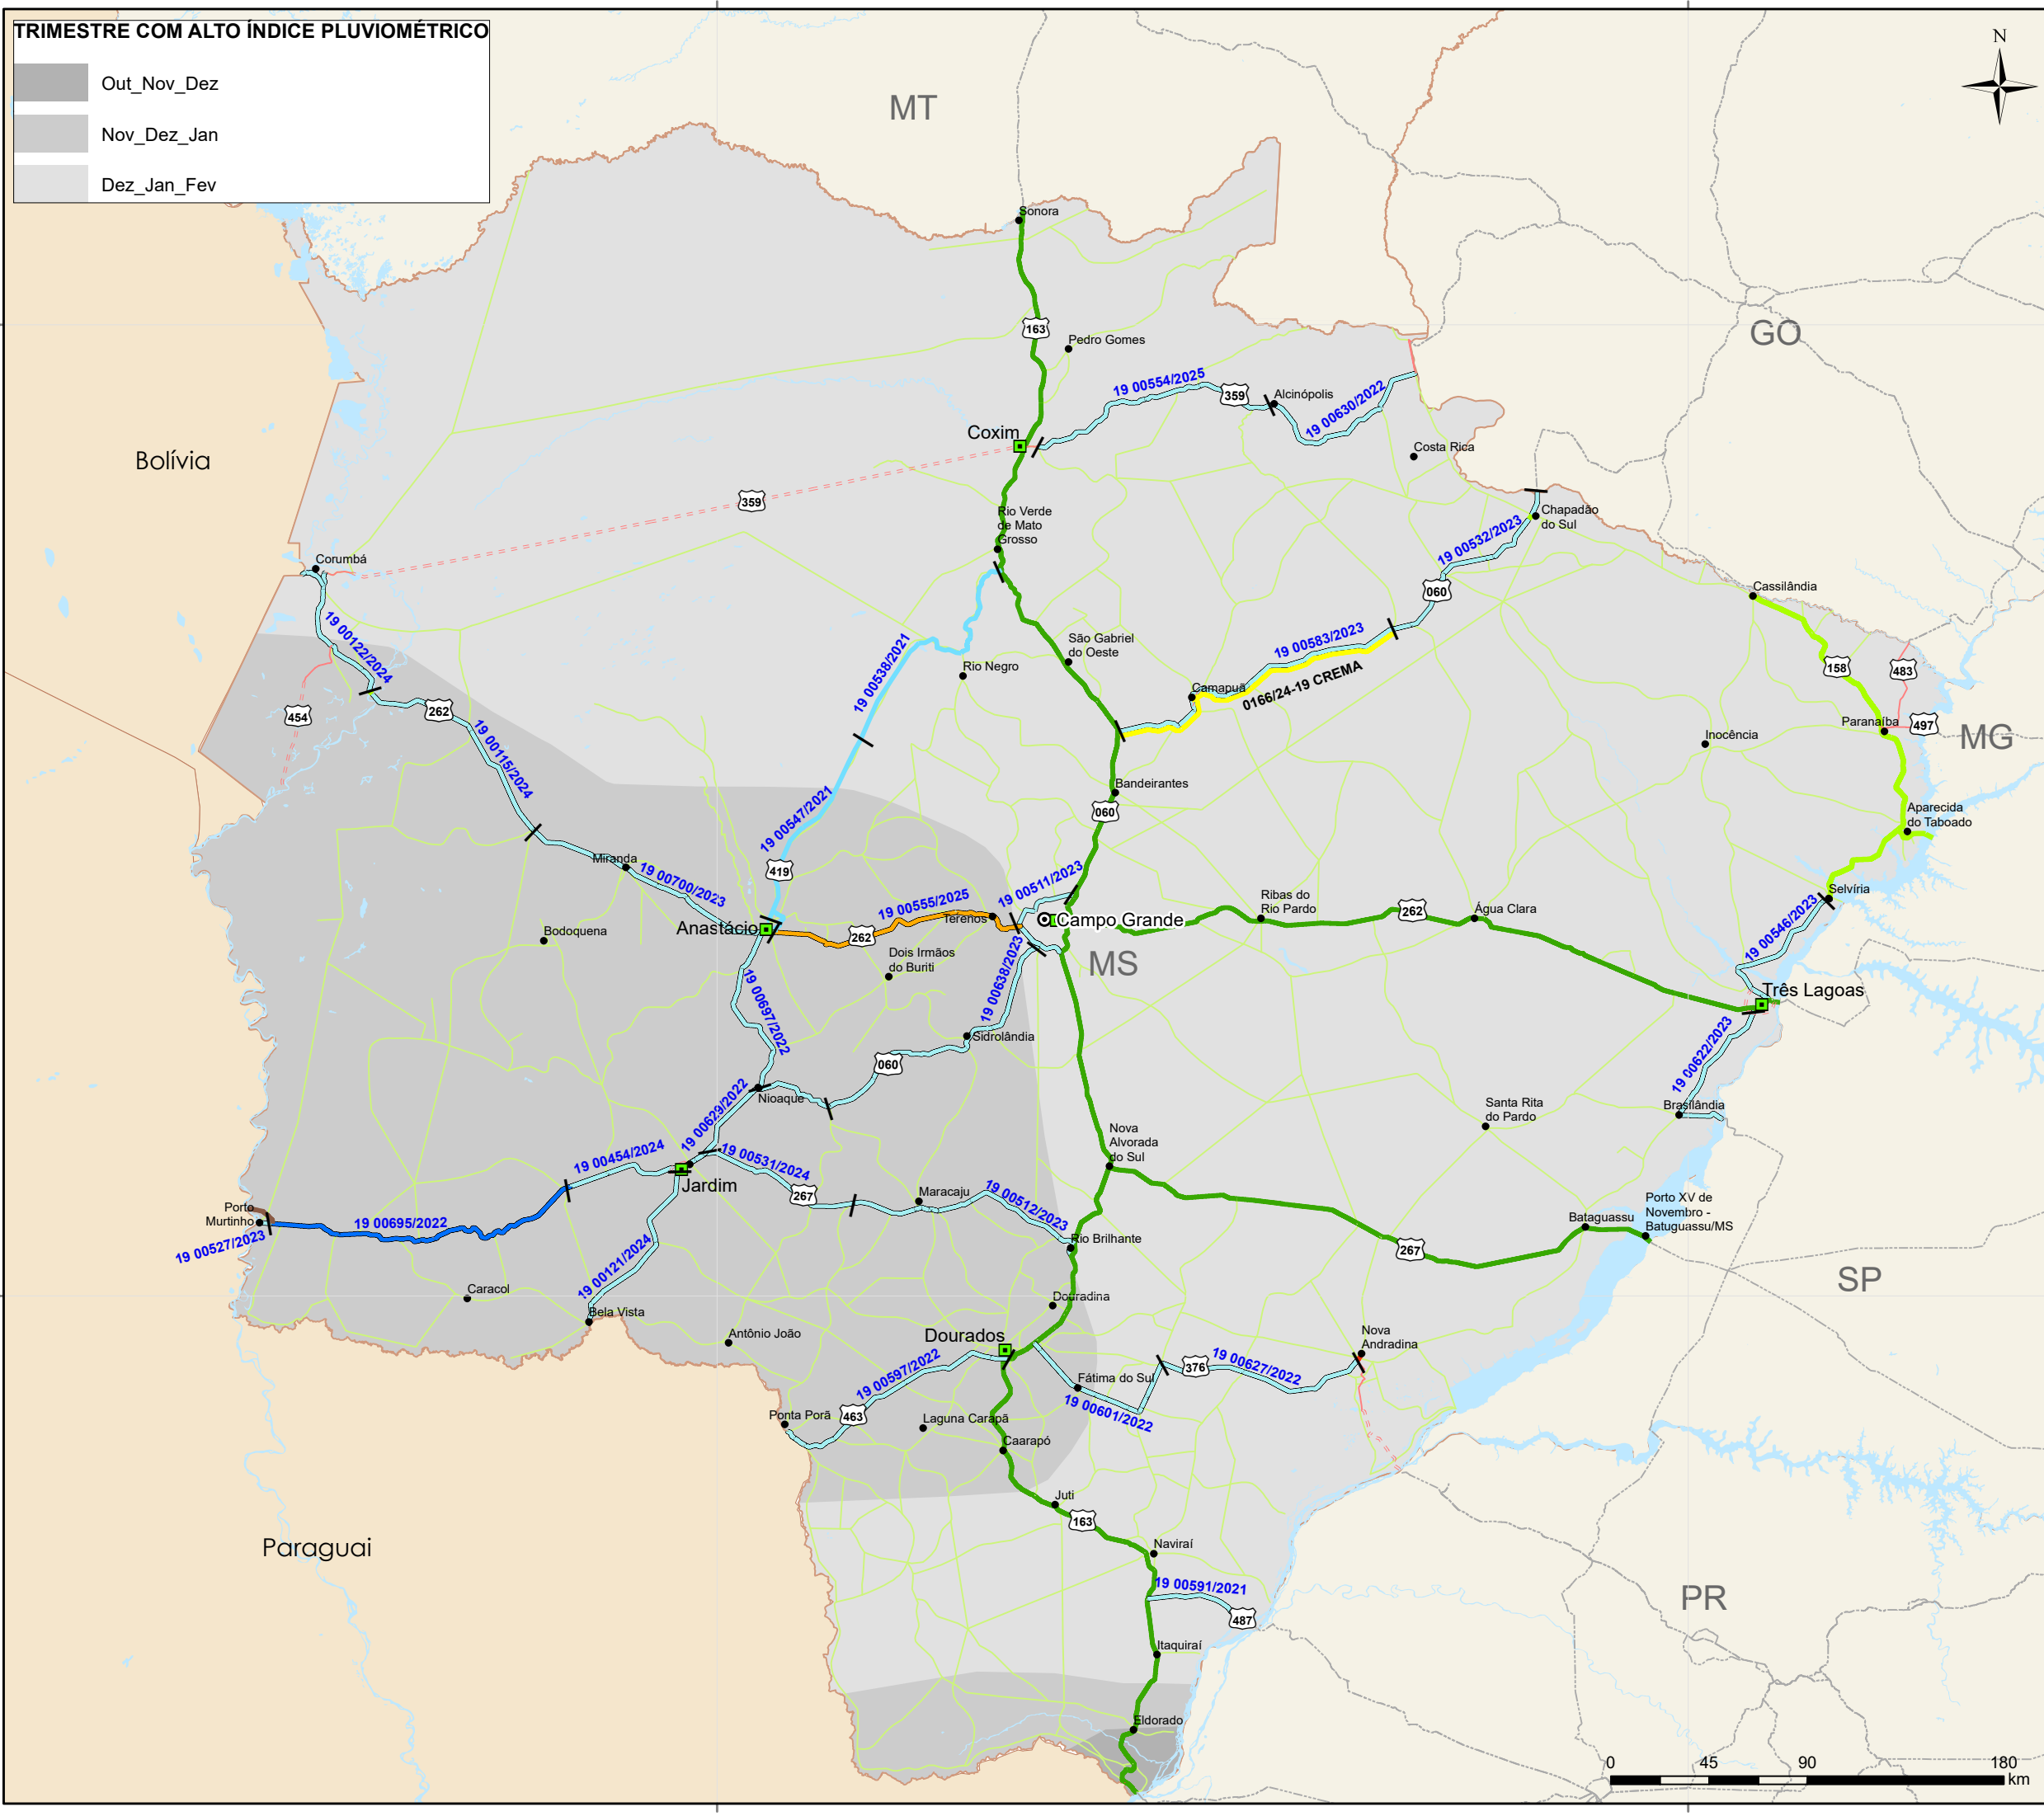 TRIMESTRE COM ALTO ÍNDICE PLUVIOMÉTRICO
Out_Nov_Dez
Nov_Dez_Jan
Dez_Jan_Fev
N
MT
GO
MG
SP
PR
MS
Bolívia
Paraguai
Sonora
163
Pedro Gomes
19 00554/2025
359
Alcinópolis
19 00630/2022
Coxim
Costa Rica
359
Rio Verde
de Mato
Grosso
Chapadão
do Sul
19 00532/2023
060
Corumbá
Cassilândia
19 00122/2024
19 00583/2023
0166/24-19 CREMA
São Gabriel
do Oeste
Rio Negro
Camapuã
19 00538/2021
158
483
454
262
19 00115/2024
Paranaíba
497
Inocência
Bandeirantes
060
Aparecida
do Taboado
19 00547/2021
419
Miranda
19 00700/2023
19 00555/2025
19 00511/2023
Terenos
Campo Grande
Ribas do
Rio Pardo
262
Água Clara
Selvíria
19 00546/2023
Anastácio
262
Bodoquena
Dois Irmãos
do Buriti
19 00638/2023
19 00697/2022
Três Lagoas
19 00622/2023
Sidrolândia
060
Nioaque
19 00629/2022
Brasilândia
Santa Rita
do Pardo
Nova
Alvorada
do Sul
19 00454/2024
19 00531/2024
Jardim
267
Maracaju
19 00512/2023
Porto
Murtinho
19 00695/2022
19 00527/2023
Porto XV de
Novembro -
Batuguassu/MS
Bataguassu
267
Rio Brilhante
19 00121/2024
Caracol
Bela Vista
Douradina
Antônio João
Dourados
Nova
Andradina
19 00597/2022
376
19 00627/2022
Fátima do Sul
19 00601/2022
Ponta Porã
463
Laguna Carapã
Caarapó
Juti
163
Naviraí
19 00591/2021
487
Itaquiraí
Eldorado
0 45 90 180
km